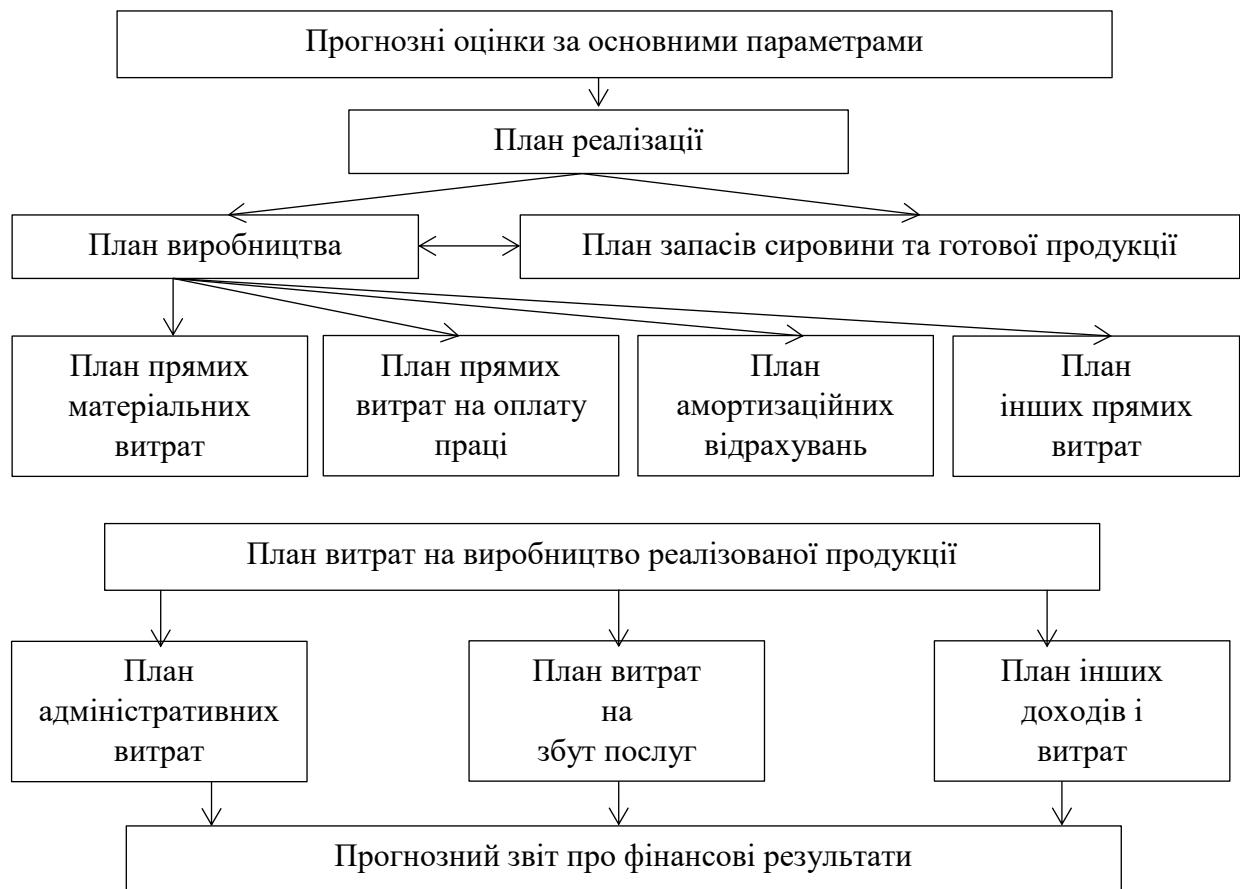 Прогнозні оцінки за основними параметрами
План реалізації
План виробництва
План запасів сировини та готової продукції
План прямих
матеріальних
витрат
План прямих
витрат на оплату
праці
План
амортизаційних
відрахувань
План
інших прямих
витрат
План витрат на виробництво реалізованої продукції
План
адміністративних
витрат
План витрат
на
збут послуг
План інших
доходів і
витрат
Прогнозний звіт про фінансові результати